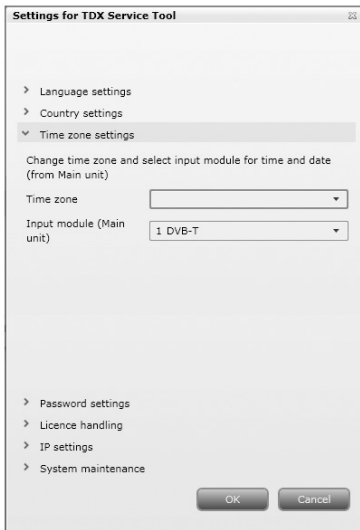 Settings for TDX Service Tool
Language settings
Country settings
Time zone settings
Change time zone and select input module for time and date
(from Main unit)
Time zone
Input module (Main
unit)
1 DVB-T
Password settings
Licence handling
IP settings
System maintenance
OK
Cancel